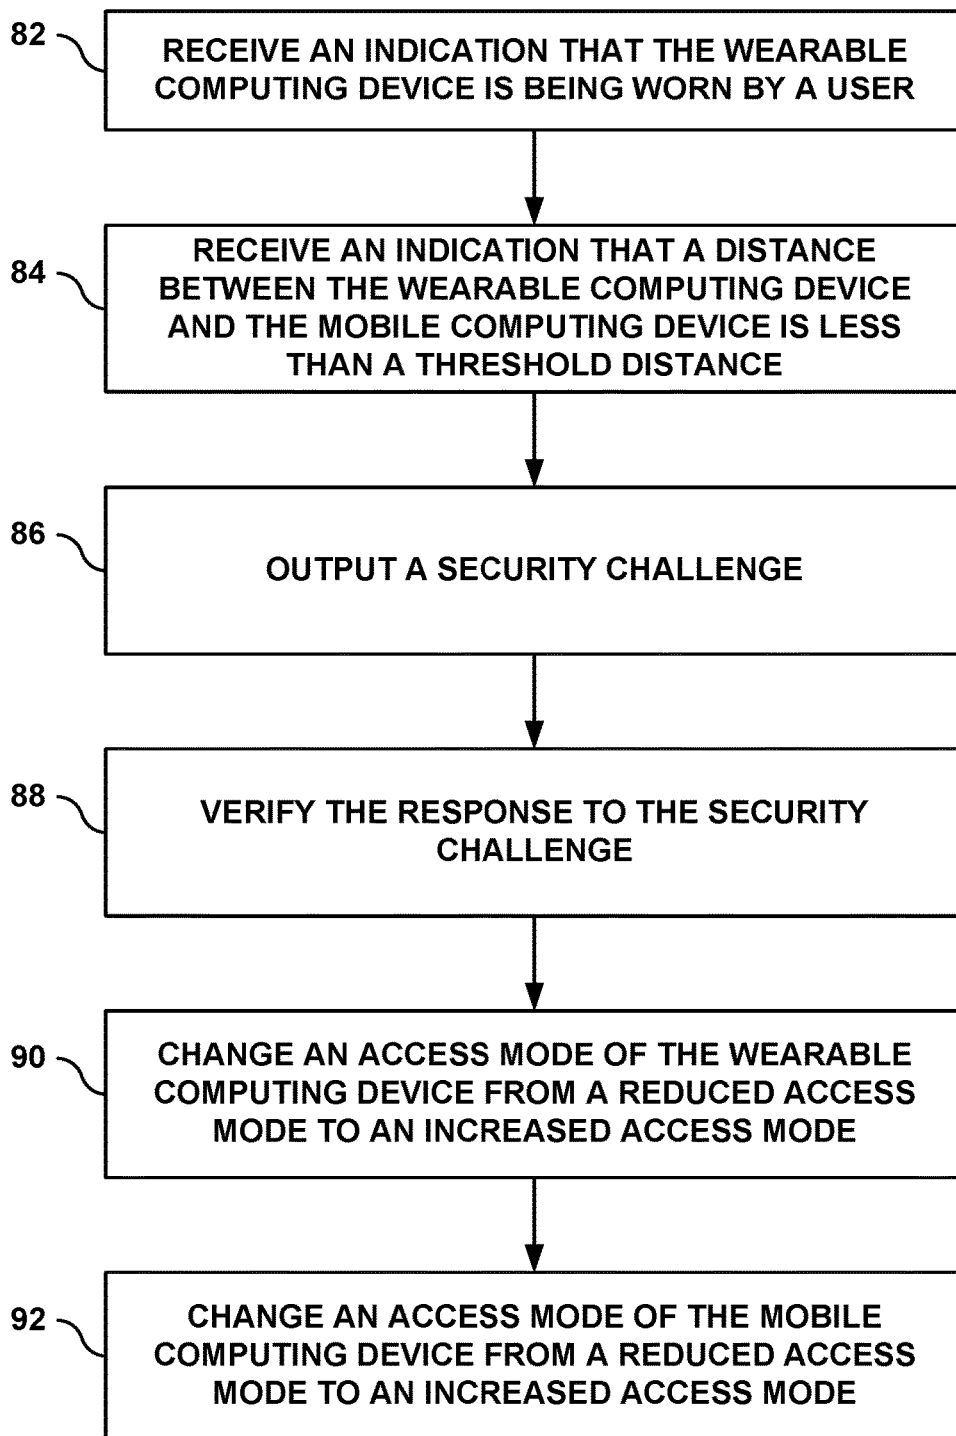 82
RECEIVE AN INDICATION THAT THE WEARABLE
COMPUTING DEVICE IS BEING WORN BY A USER
84
RECEIVE AN INDICATION THAT A DISTANCE
BETWEEN THE WEARABLE COMPUTING DEVICE
AND THE MOBILE COMPUTING DEVICE IS LESS
THAN A THRESHOLD DISTANCE
86
OUTPUT A SECURITY CHALLENGE
88
VERIFY THE RESPONSE TO THE SECURITY
CHALLENGE
90
CHANGE AN ACCESS MODE OF THE WEARABLE
COMPUTING DEVICE FROM A REDUCED ACCESS
MODE TO AN INCREASED ACCESS MODE
92
CHANGE AN ACCESS MODE OF THE MOBILE
COMPUTING DEVICE FROM A REDUCED ACCESS
MODE TO AN INCREASED ACCESS MODE